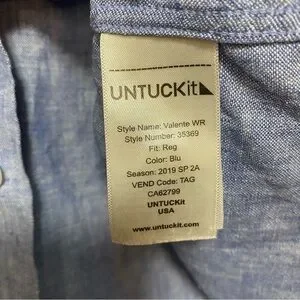 UNTUCKit
Style Name: Valente WR
Style Number: 35369
Fit: Reg
Color: Blu
Season: 2019 SP 2A
VEND Code: TAG
CA62799
UNTUCKit
USA
www.untuckit.com